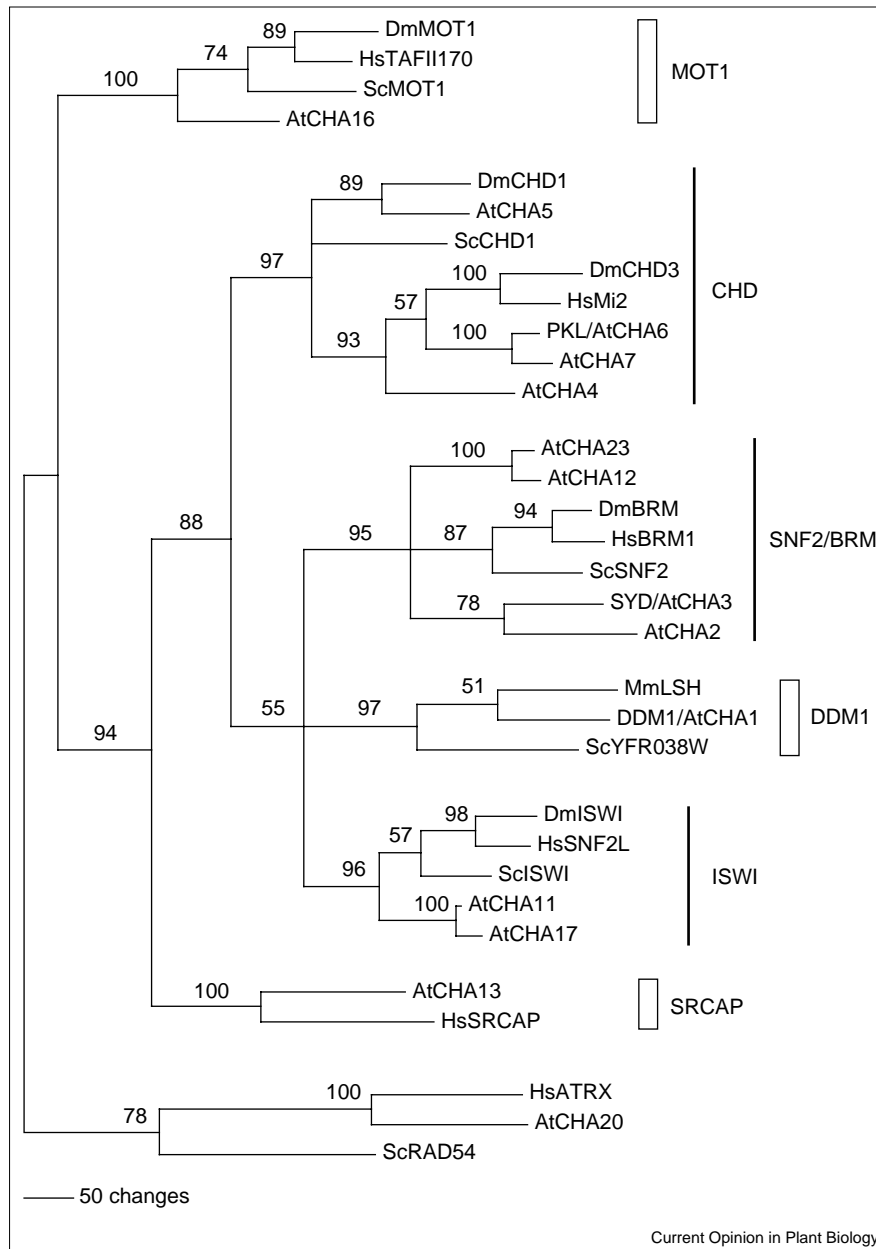 DmMOT1
89
HsTAFII170
74
MOT1
100
ScMOT1
AtCHA16
DmCHD1
89
AtCHA5
ScCHD1
97
DmCHD3
100
CHD
HsMi2
57
PKL/AtCHA6
100
93
AtCHA7
AtCHA4
AtCHA23
100
AtCHA12
DmBRM
94
88
95
87
HsBRM1
SNF2/BRM
ScSNF2
SYD/AtCHA3
78
AtCHA2
MmLSH
51
55
97
DDM1/AtCHA1
DDM1
94
ScYFR038W
DmISWI
98
57
HsSNF2L
96
ScISWI
ISWI
AtCHA11
100
AtCHA17
AtCHA13
100
SRCAP
HsSRCAP
HsATRX
100
78
AtCHA20
ScRAD54
50 changes
Current Opinion in Plant Biology